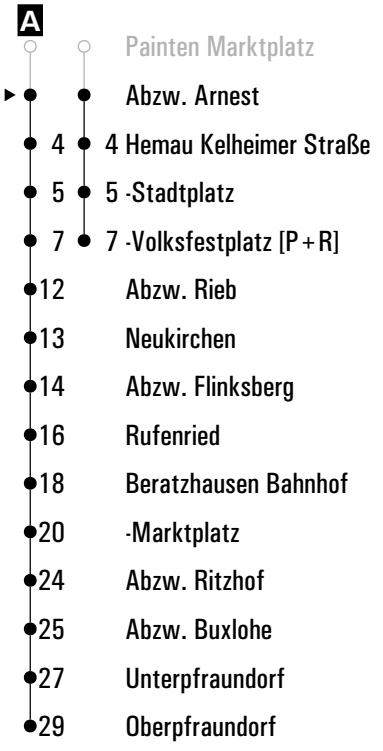 A
Painten Marktplatz
Abzw. Arnest
4 4 Hemau Kelheimer Straße
5 5 -Stadtplatz
7 7 -Volksfestplatz [P+R]
12 Abzw. Rieb
13 Neukirchen
14 Abzw. Flinksberg
16 Rufenried
18 Beratzhausen Bahnhof
20 -Marktplatz
24 Abzw. Ritzhof
25 Abzw. Buxlohe
27 Unterpfraundorf
29 Oberpfraundorf